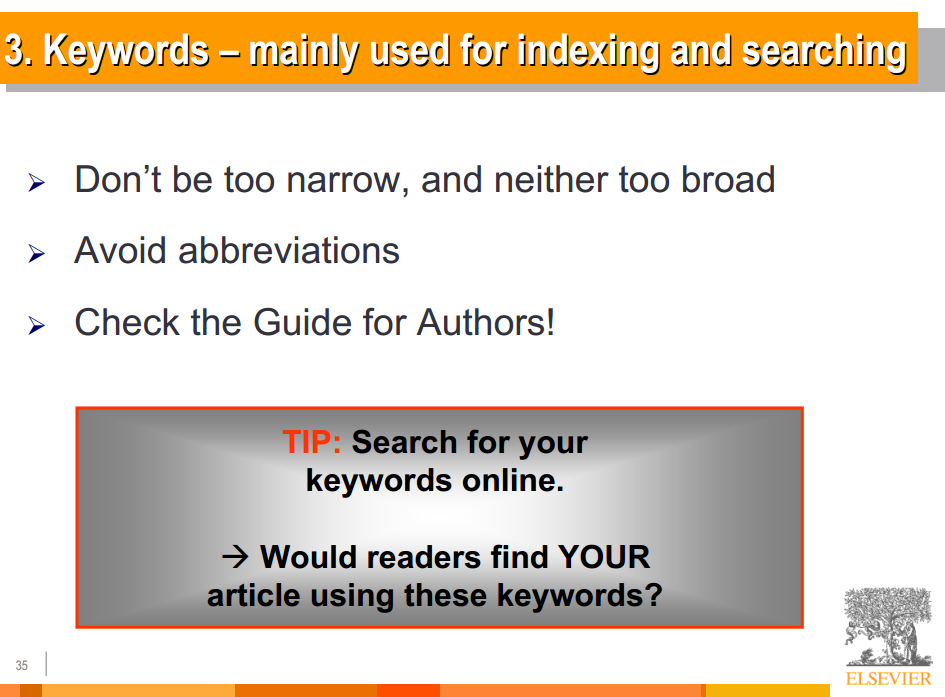 3. Keywords – mainly used for indexing and searching
➢ Don’t be too narrow, and neither too broad
➢ Avoid abbreviations
➢ Check the Guide for Authors!
TIP: Search for your
keywords online.
→ Would readers find YOUR
article using these keywords?
35
ELSEVIER